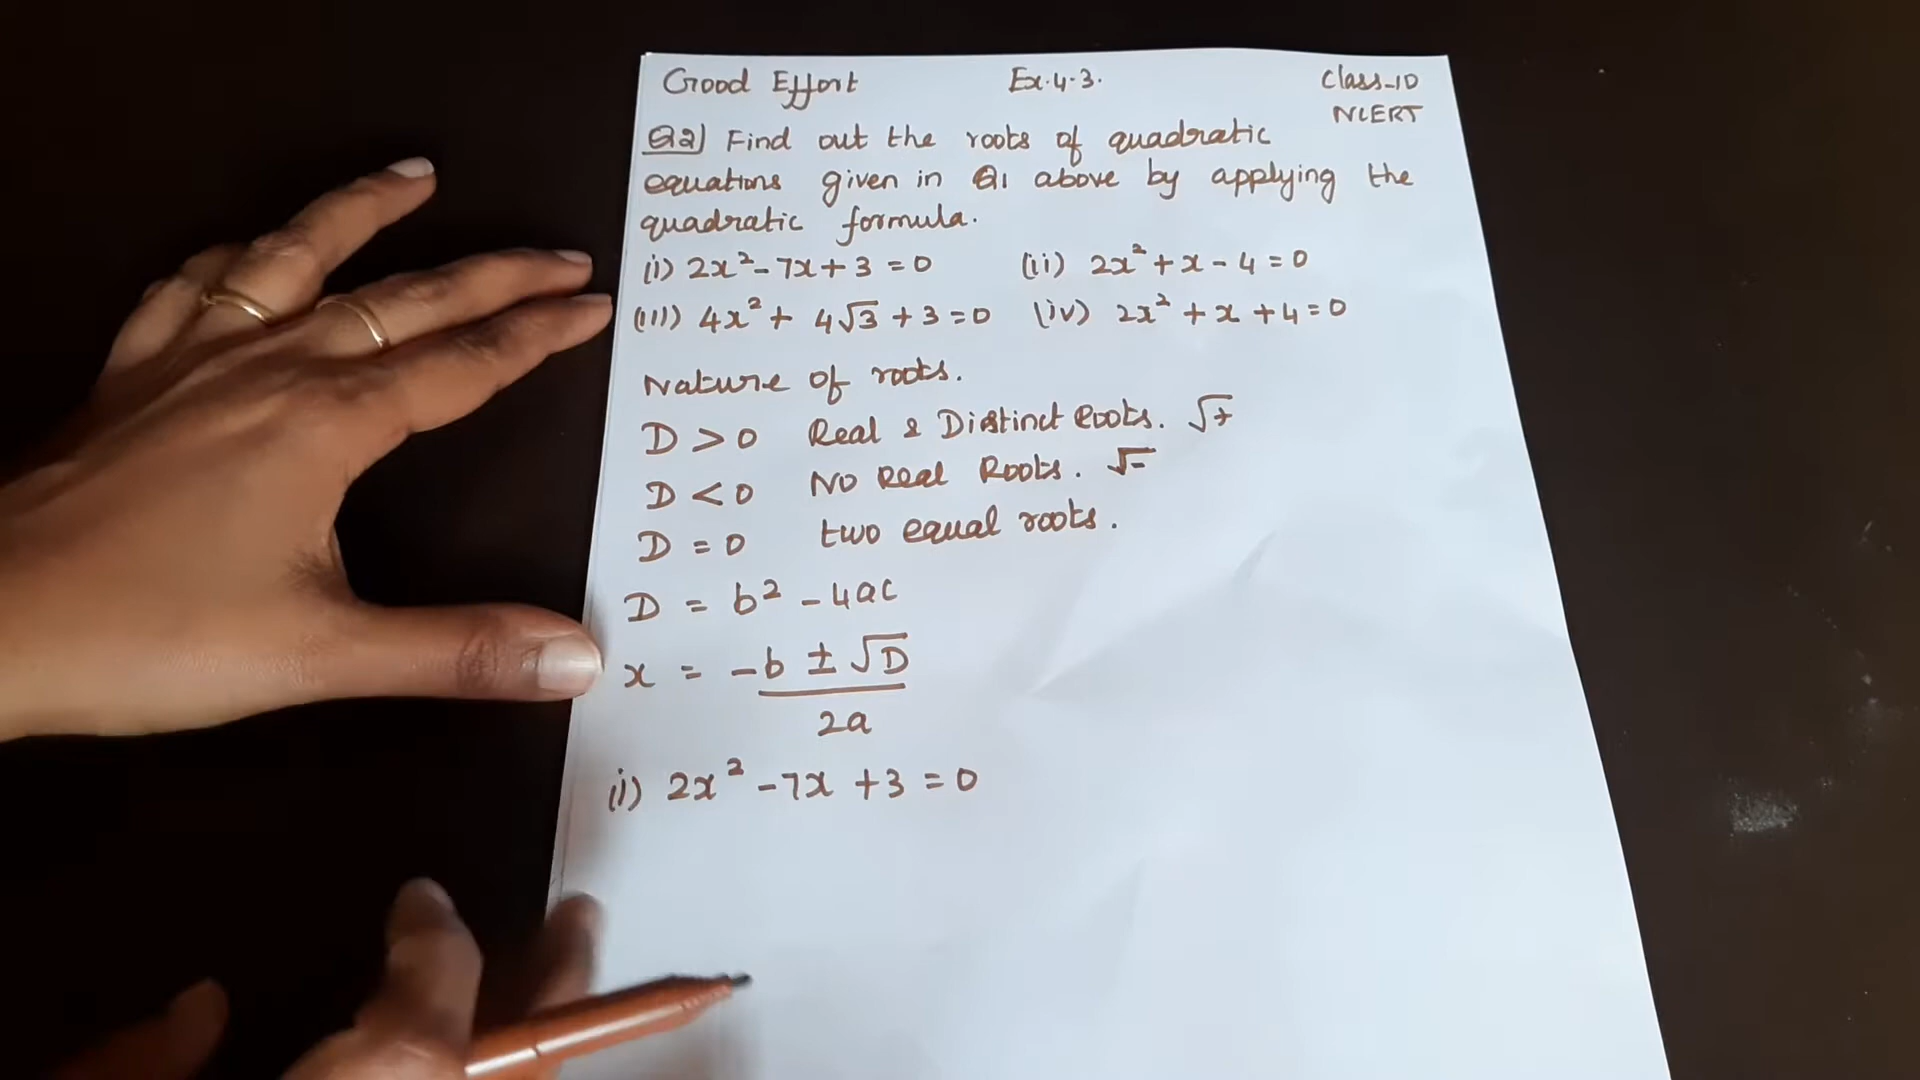 Good Effort Ex.4.3. Class-10
NCERT
Q2) Find out the roots of quadratic
equations given in Q1 above by applying the
quadratic formula.
(i) 2x² - 7x + 3 = 0 (ii) 2x² + x - 4 = 0
(iii) 4x² + 4√3 + 3 = 0 (iv) 2x² + x + 4 = 0
Nature of roots.
D > 0 Real & Distinct Roots. √+
D < 0 No Real Roots. √-
D = 0 two equal roots.
D = b² - 4ac
x = -b ± √D
2a
(i) 2x² - 7x + 3 = 0